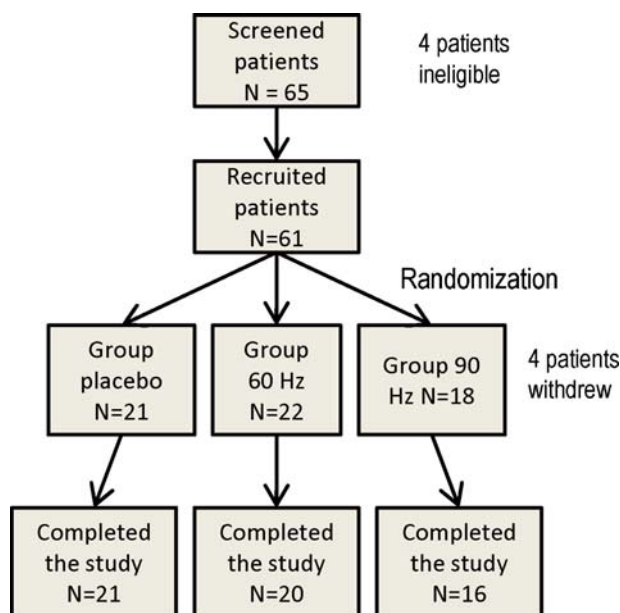 Screened
patients
N = 65
4 patients
ineligible
Recruited
patients
N=61
Randomization
Group
placebo
N=21
Group
60 Hz
N=22
Group 90
Hz N=18
4 patients
withdrew
Completed
the study
N=21
Completed
the study
N=20
Completed
the study
N=16